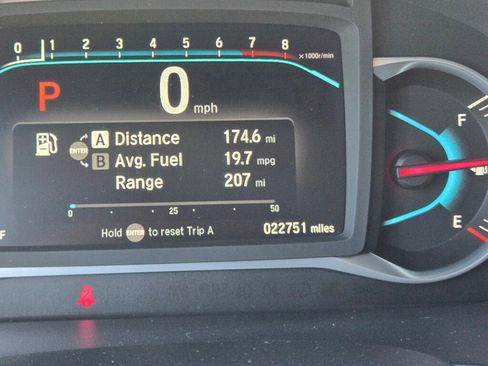 0 1 2 3 4 5 6 7 8 ×1000r/min
P 0 mph
F
A Distance 174.6 mi
ENTER
B Avg. Fuel 19.7 mpg
Range 207 mi
0 25 50
E
F Hold ENTER to reset Trip A 022751 miles